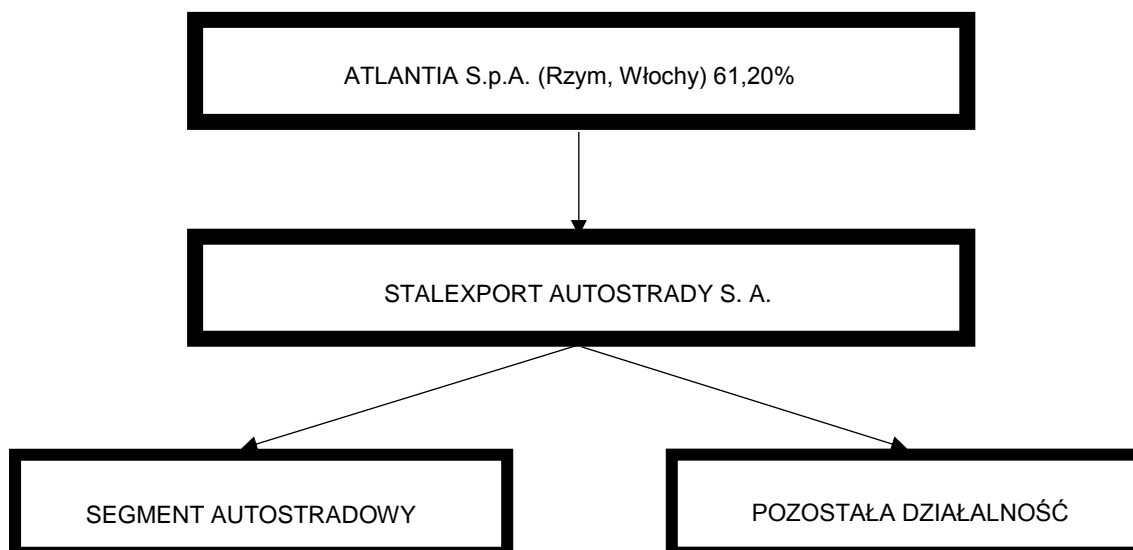 ATLANTIA S.p.A. (Rzym, Włochy) 61,20%
STALEXPORT AUTOSTRADY S. A.
SEGMENT AUTOSTRADOWY
POZOSTAŁA DZIAŁALNOŚĆ